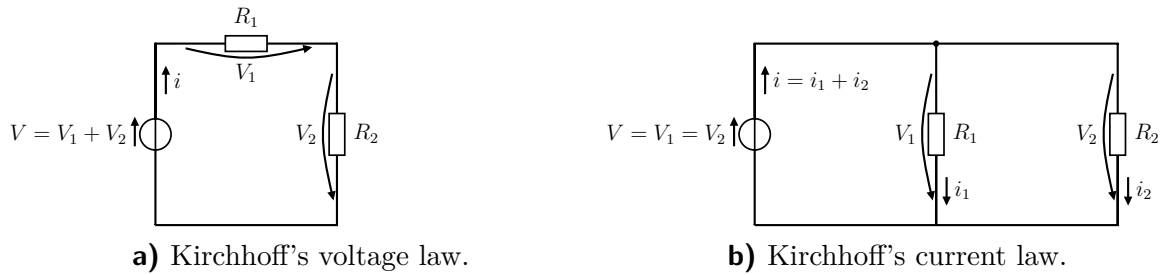 R₁
V₁
i
V = V₁ + V₂
V₂
R₂
a) Kirchhoff's voltage law.
i = i₁ + i₂
V = V₁ = V₂
V₁
R₁
V₂
R₂
i₁
i₂
b) Kirchhoff's current law.